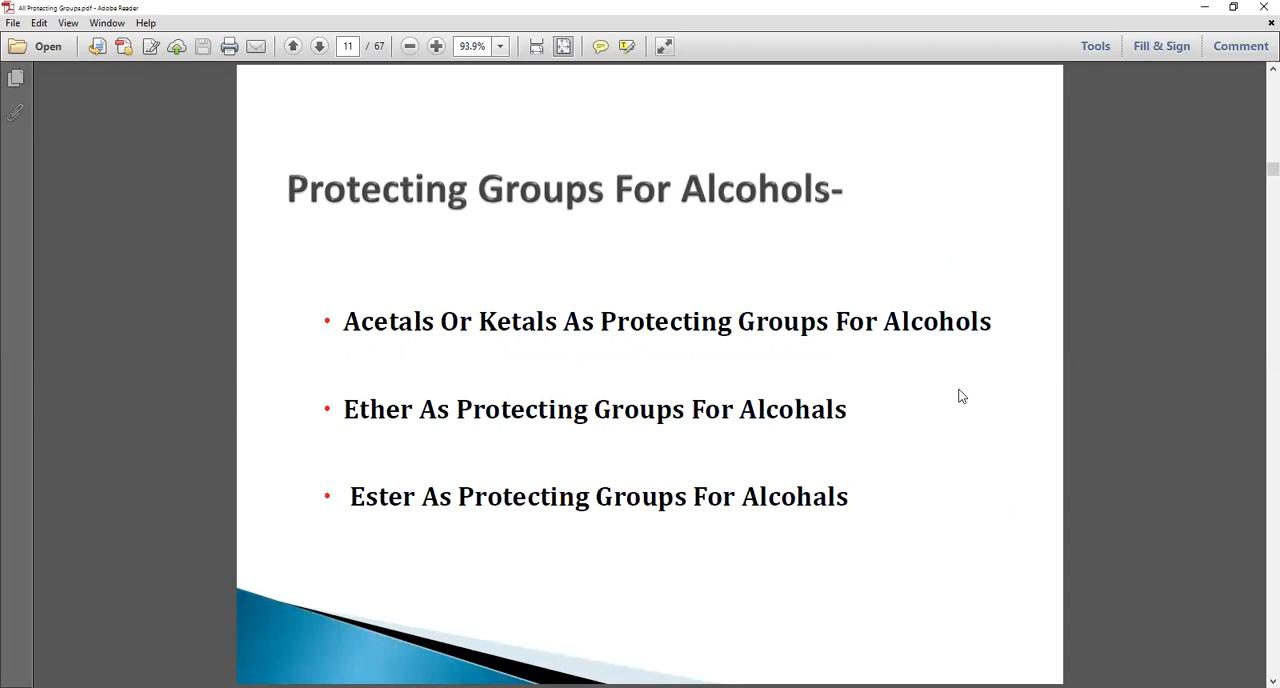 All Protecting Groups.pdf - Adobe Reader
File Edit View Window Help
Open 11 / 67 93.9% Tools Fill & Sign Comment
Protecting Groups For Alcohols-
• Acetals Or Ketals As Protecting Groups For Alcohols
• Ether As Protecting Groups For Alcohals
• Ester As Protecting Groups For Alcohals